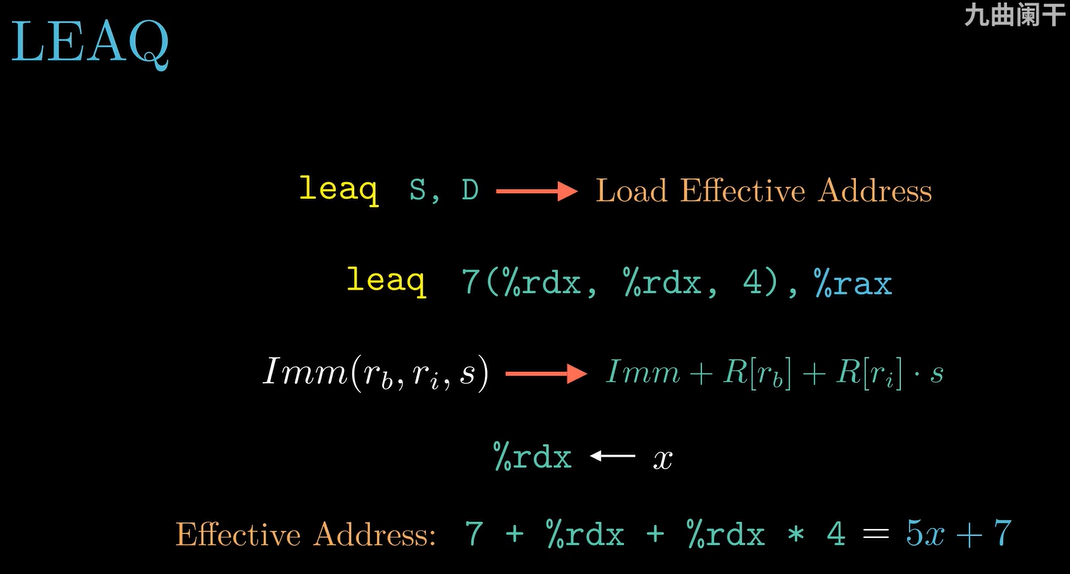 九曲阑干
LEAQ
leaq S, D → Load Effective Address
leaq 7(%rdx, %rdx, 4), %rax
Imm(r_b, r_i, s) → Imm + R[r_b] + R[r_i] · s
%rdx ← x
Effective Address: 7 + %rdx + %rdx * 4 = 5x + 7